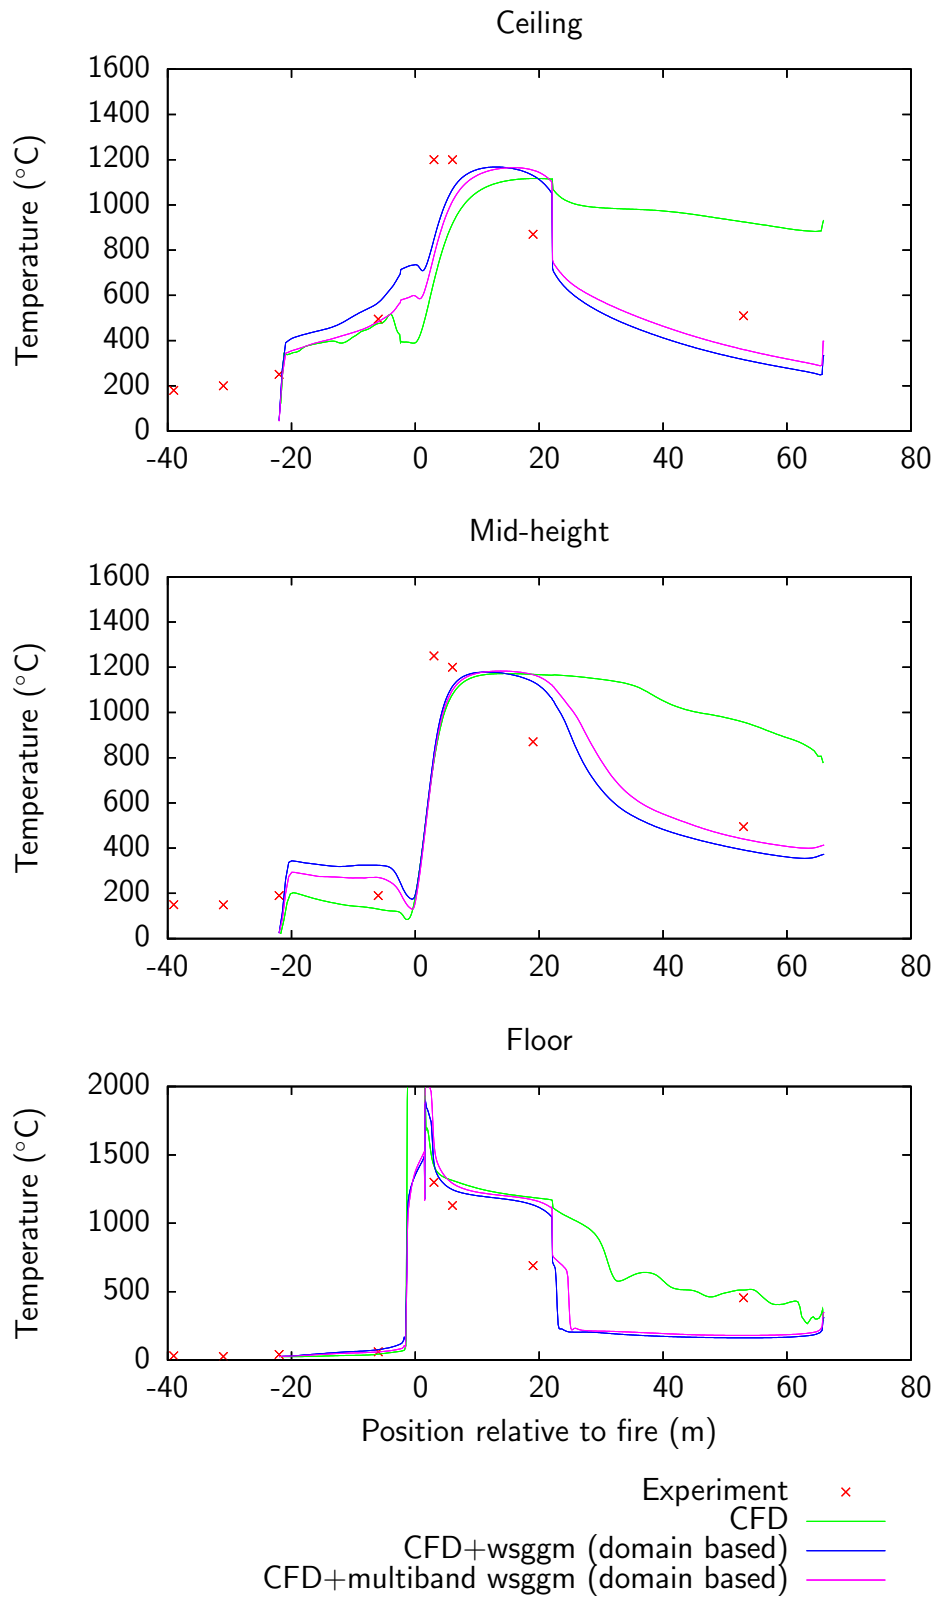 Ceiling
Temperature (°C)
1600
1400
1200
1000
800
600
400
200
0
-40 -20 0 20 40 60 80
Mid-height
Temperature (°C)
1600
1400
1200
1000
800
600
400
200
0
-40 -20 0 20 40 60 80
Floor
Temperature (°C)
2000
1500
1000
500
0
-40 -20 0 20 40 60 80
Position relative to fire (m)
Experiment
CFD
CFD+wsggm (domain based)
CFD+multiband wsggm (domain based)